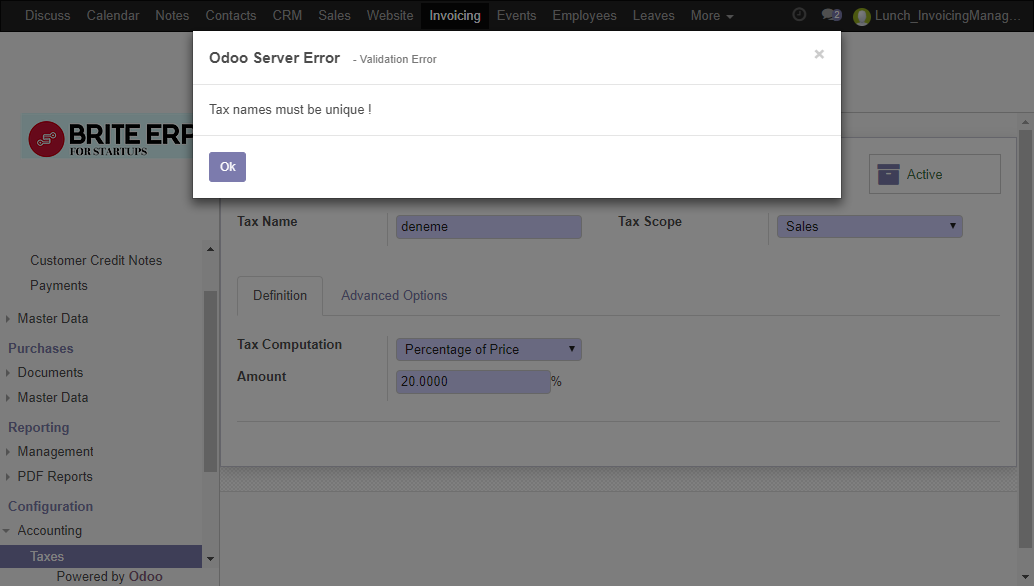 Discuss Calendar Notes Contacts CRM Sales Website Invoicing Events Employees Leaves More 2 Lunch_InvoicingManag...
Odoo Server Error - Validation Error ×
Tax names must be unique !
Ok
BRITE ERP
FOR STARTUPS
Active
Tax Name deneme Tax Scope Sales
Customer Credit Notes
Payments
Definition Advanced Options
Master Data
Purchases
Tax Computation Percentage of Price
Documents
Amount 20.0000 %
Master Data
Reporting
Management
PDF Reports
Configuration
Accounting
Taxes
Powered by Odoo